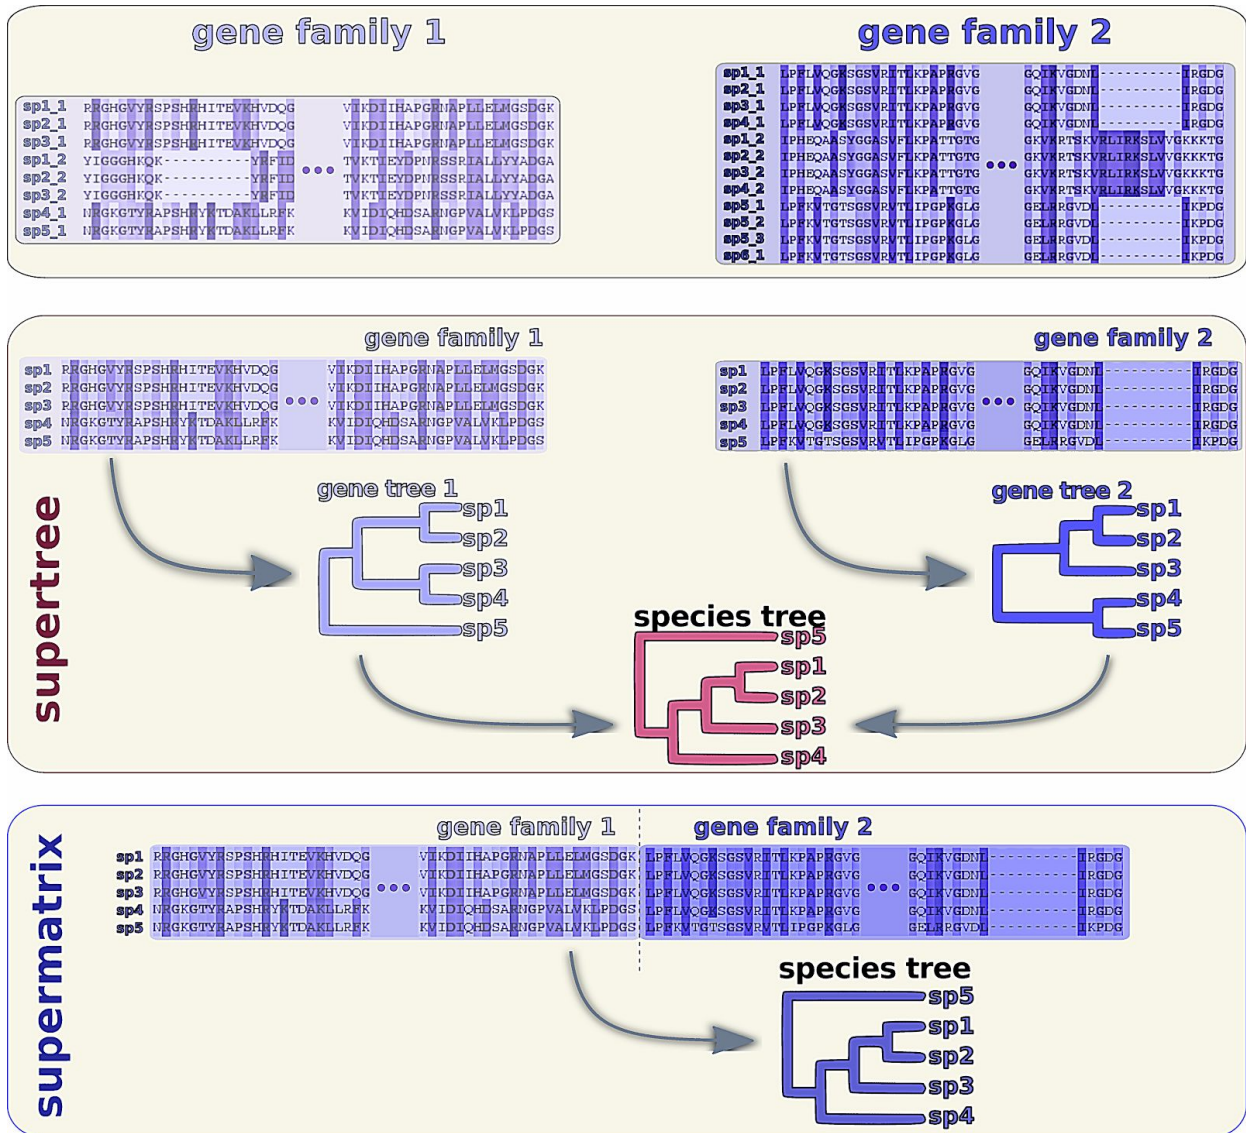 gene family 1
sp1_1 RRGHGVYRSPSHRHITEVKHVDQG ... VIKDIIHAPGRNAPLLELMGSDGK
sp2_1 RRGHGVYRSPSHRHITEVKHVDQG VIKDIIHAPGRNAPLLELMGSDGK
sp3_1 RRGHGVYRSPSHRHITEVKHVDQG VIKDIIHAPGRNAPLLELMGSDGK
sp1_2 YIGGGHKQK----------YRFID TVKTIEYDPNRSSRIALLYYADGA
sp2_2 YIGGGHKQK----------YRFID TVKTIEYDPNRSSRIALLYYADGA
sp3_2 YIGGGHKQK----------YRFID TVKTIEYDPNRSSRIALLYYADGA
sp4_1 NRGKGTYRAPSHRYKTDAKLLRFK KVIDIQHDSARNGPVALVKLPDGS
sp5_1 NRGKGTYRAPSHRYKTDAKLLRFK KVIDIQHDSARNGPVALVKLPDGS
gene family 2
sp1_1 LPFLVQGKSGSVRITLKPAPRGVG ... GQIKVGDNL----------IRGDG
sp2_1 LPFLVQGKSGSVRITLKPAPRGVG GQIKVGDNL----------IRGDG
sp3_1 LPFLVQGKSGSVRITLKPAPRGVG GQIKVGDNL----------IRGDG
sp4_1 LPFLVQGKSGSVRITLKPAPRGVG GQIKVGDNL----------IRGDG
sp1_2 IPHEQAASYGGASVFLKPATTGTG GKVKRTSKVRLIRKSLVVGKKKTG
sp2_2 IPHEQAASYGGASVFLKPATTGTG GKVKRTSKVRLIRKSLVVGKKKTG
sp3_2 IPHEQAASYGGASVFLKPATTGTG GKVKRTSKVRLIRKSLVVGKKKTG
sp4_2 IPHEQAASYGGASVFLKPATTGTG GKVKRTSKVRLIRKSLVVGKKKTG
sp5_1 LPFKVTGTSGSVRVTLIPGPKGLG GELRRGVDL----------IKPDG
sp5_2 LPFKVTGTSGSVRVTLIPGPKGLG GELRRGVDL----------IKPDG
sp5_3 LPFKVTGTSGSVRVTLIPGPKGLG GELRRGVDL----------IKPDG
sp6_1 LPFKVTGTSGSVRVTLIPGPKGLG GELRRGVDL----------IKPDG
supertree
gene family 1
sp1 RRGHGVYRSPSHRHITEVKHVDQG ... VIKDIIHAPGRNAPLLELMGSDGK
sp2 RRGHGVYRSPSHRHITEVKHVDQG VIKDIIHAPGRNAPLLELMGSDGK
sp3 RRGHGVYRSPSHRHITEVKHVDQG VIKDIIHAPGRNAPLLELMGSDGK
sp4 NRGKGTYRAPSHRYKTDAKLLRFK KVIDIQHDSARNGPVALVKLPDGS
sp5 NRGKGTYRAPSHRYKTDAKLLRFK KVIDIQHDSARNGPVALVKLPDGS
gene family 2
sp1 LPFLVQGKSGSVRITLKPAPRGVG ... GQIKVGDNL----------IRGDG
sp2 LPFLVQGKSGSVRITLKPAPRGVG GQIKVGDNL----------IRGDG
sp3 LPFLVQGKSGSVRITLKPAPRGVG GQIKVGDNL----------IRGDG
sp4 LPFLVQGKSGSVRITLKPAPRGVG GQIKVGDNL----------IRGDG
sp5 LPFKVTGTSGSVRVTLIPGPKGLG GELRRGVDL----------IKPDG
gene tree 1
sp1
sp2
sp3
sp4
sp5
gene tree 2
sp1
sp2
sp3
sp4
sp5
species tree
sp5
sp1
sp2
sp3
sp4
supermatrix
gene family 1 gene family 2
sp1 RRGHGVYRSPSHRHITEVKHVDQG ... VIKDIIHAPGRNAPLLELMGSDGK LPFLVQGKSGSVRITLKPAPRGVG ... GQIKVGDNL----------IRGDG
sp2 RRGHGVYRSPSHRHITEVKHVDQG VIKDIIHAPGRNAPLLELMGSDGK LPFLVQGKSGSVRITLKPAPRGVG GQIKVGDNL----------IRGDG
sp3 RRGHGVYRSPSHRHITEVKHVDQG VIKDIIHAPGRNAPLLELMGSDGK LPFLVQGKSGSVRITLKPAPRGVG GQIKVGDNL----------IRGDG
sp4 NRGKGTYRAPSHRYKTDAKLLRFK KVIDIQHDSARNGPVALVKLPDGS LPFLVQGKSGSVRITLKPAPRGVG GQIKVGDNL----------IRGDG
sp5 NRGKGTYRAPSHRYKTDAKLLRFK KVIDIQHDSARNGPVALVKLPDGS LPFKVTGTSGSVRVTLIPGPKGLG GELRRGVDL----------IKPDG
species tree
sp5
sp1
sp2
sp3
sp4